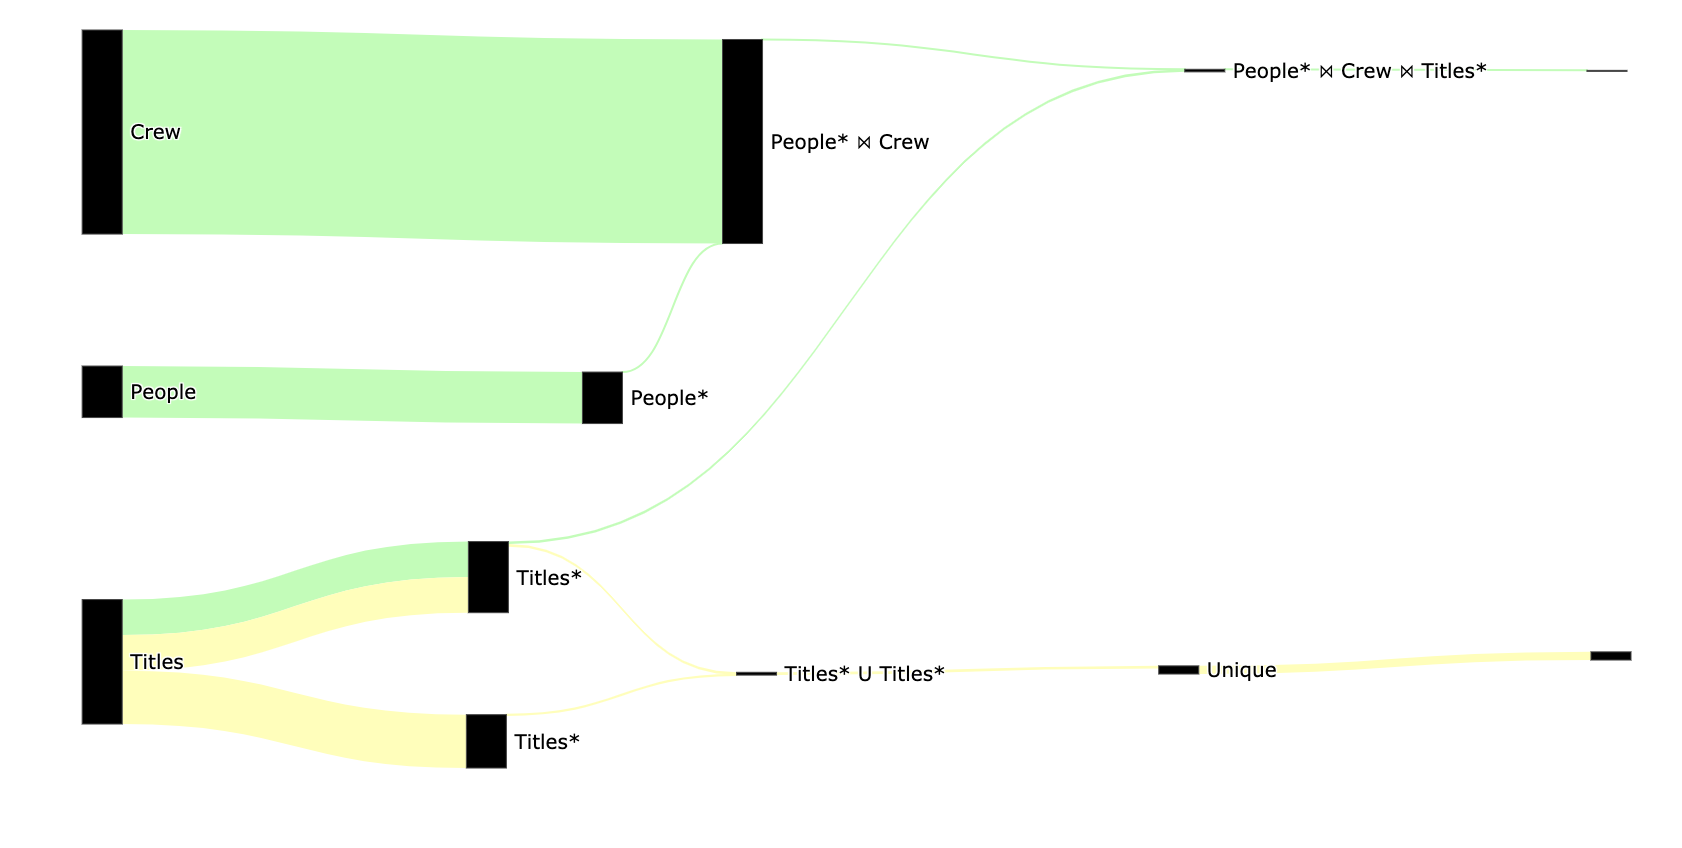 People* ⋈ Crew ⋈ Titles*
Crew
People* ⋈ Crew
People
People*
Titles*
Titles
Unique
Titles* U Titles*
Titles*